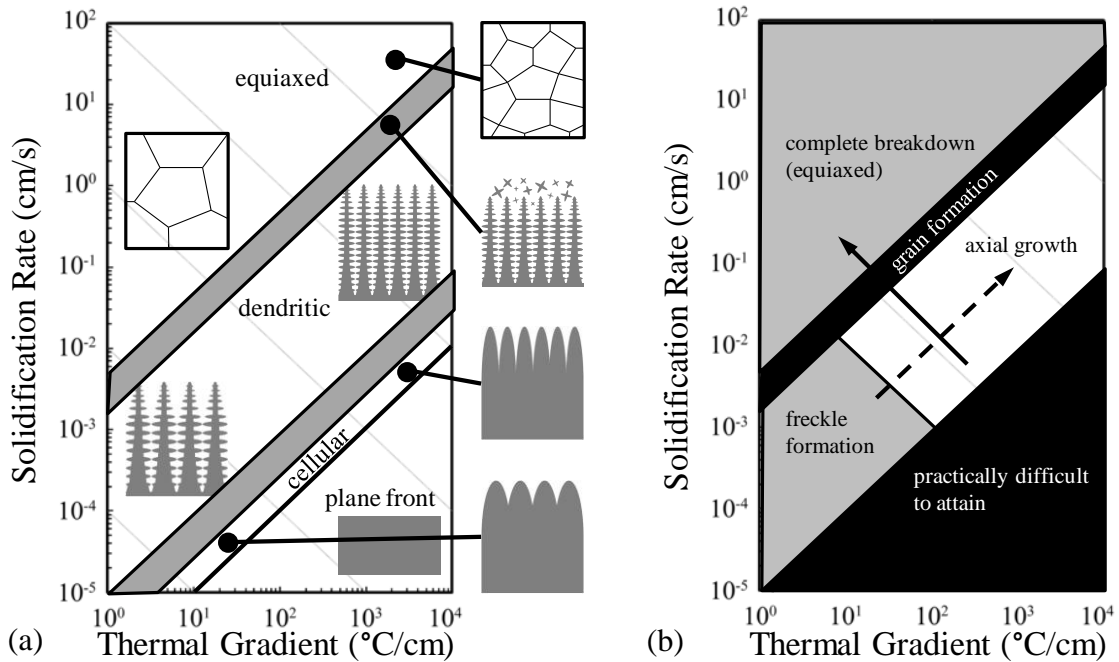 Solidification Rate (cm/s)
10²
10¹
10⁰
10⁻¹
10⁻²
10⁻³
10⁻⁴
10⁻⁵
equiaxed
dendritic
cellular
plane front
10⁰ 10¹ 10² 10³ 10⁴
(a) Thermal Gradient (°C/cm)
Solidification Rate (cm/s)
10²
10¹
10⁰
10⁻¹
10⁻²
10⁻³
10⁻⁴
10⁻⁵
complete breakdown
(equiaxed)
grain formation
axial growth
freckle
formation
practically difficult
to attain
10⁰ 10¹ 10² 10³ 10⁴
(b) Thermal Gradient (°C/cm)